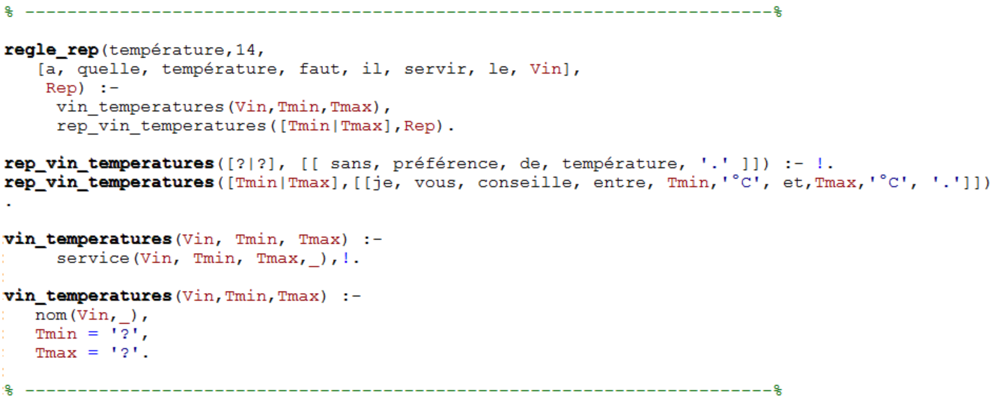 % -----------------------------------------------------------------------%
regle_rep(température,14,
   [a, quelle, température, faut, il, servir, le, Vin],
    Rep) :-
     vin_temperatures(Vin,Tmin,Tmax),
     rep_vin_temperatures([Tmin|Tmax],Rep).
rep_vin_temperatures([?|?], [[ sans, préférence, de, température, '.' ]]) :- !.
rep_vin_temperatures([Tmin|Tmax],[[je, vous, conseille, entre, Tmin,'°C', et,Tmax,'°C', '.']])
.
vin_temperatures(Vin, Tmin, Tmax) :-
     service(Vin, Tmin, Tmax,_),!.
vin_temperatures(Vin,Tmin,Tmax) :-
   nom(Vin,_),
   Tmin = '?',
   Tmax = '?'.
% -----------------------------------------------------------------------%